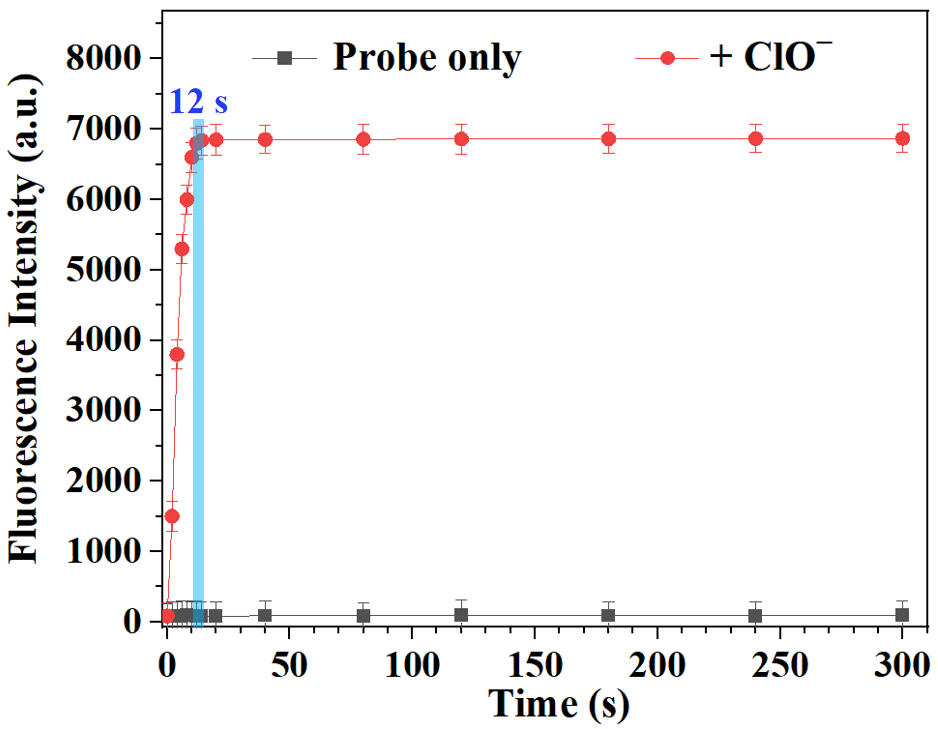 Probe only
+ ClO⁻
12 s
8000
7000
6000
5000
4000
3000
2000
1000
0
Fluorescence Intensity (a.u.)
0 50 100 150 200 250 300
Time (s)